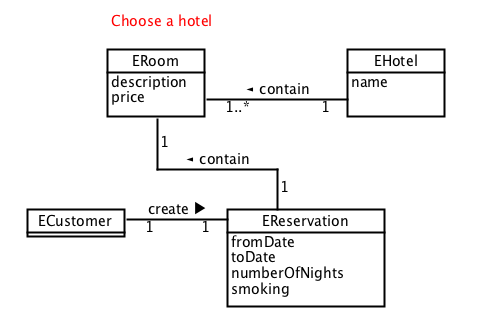 Choose a hotel
ERoom
description
price
EHotel
name
◄ contain
1..*
1
1
◄ contain
1
ECustomer
create ▶
1
1
EReservation
fromDate
toDate
numberOfNights
smoking